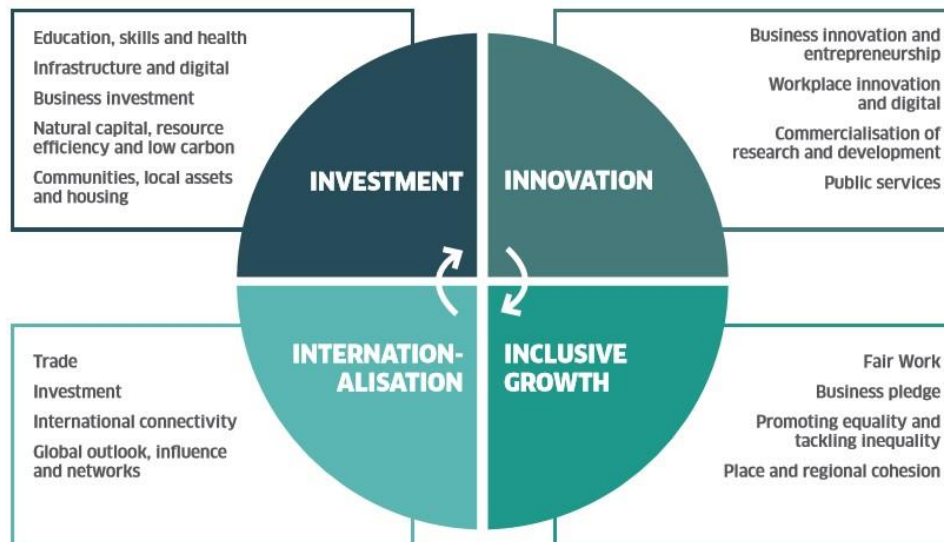 Education, skills and health
Infrastructure and digital
Business investment
Natural capital, resource
efficiency and low carbon
Communities, local assets
and housing
INVESTMENT
Business innovation and
entrepreneurship
Workplace innovation
and digital
Commercialisation of
research and development
Public services
INNOVATION
Trade
Investment
International connectivity
Global outlook, influence
and networks
INTERNATION-
ALISATION
INCLUSIVE
GROWTH
Fair Work
Business pledge
Promoting equality and
tackling inequality
Place and regional cohesion